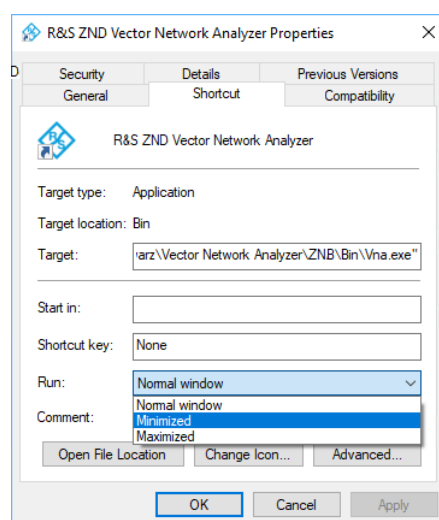 R&S ZND Vector Network Analyzer Properties
D
Security Details Previous Versions
General Shortcut Compatibility
R&S ZND Vector Network Analyzer
Target type: Application
Target location: Bin
Target: arz\Vector Network Analyzer\ZNB\Bin\Vna.exe"
Start in:
Shortcut key: None
Run: Normal window
Normal window
Comment: Minimized
Maximized
Open File Location Change Icon... Advanced...
OK Cancel Apply